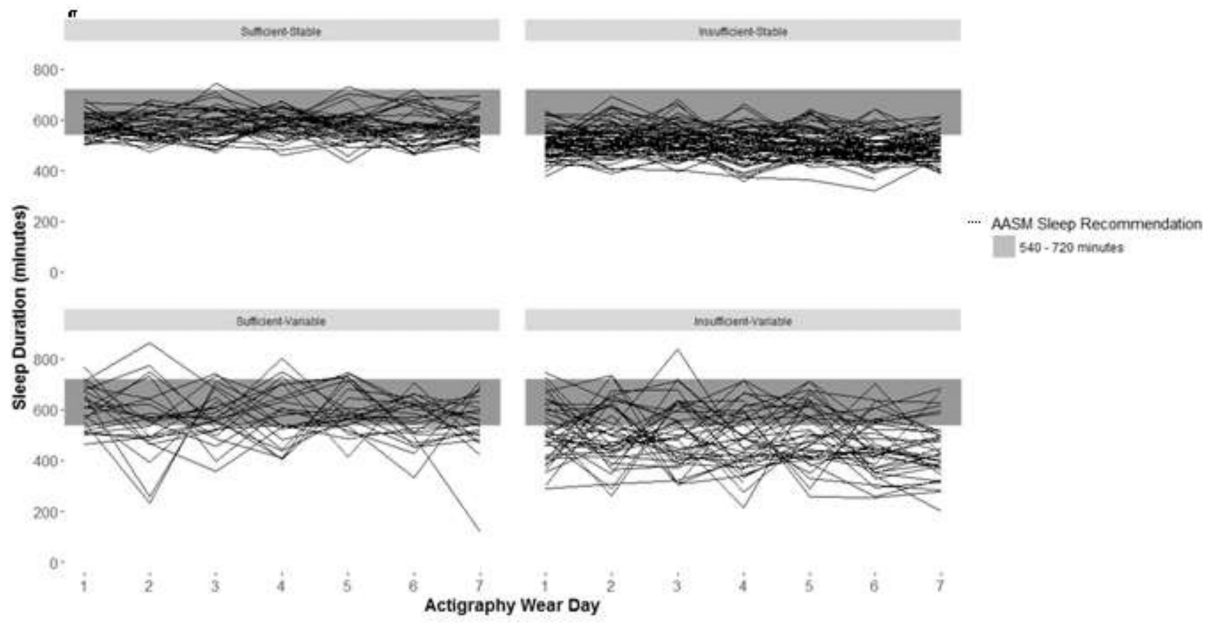 Sufficient-Stable
Insufficient-Stable
800
600
400
200
0
Sleep Duration (minutes)
AASM Sleep Recommendation
540 - 720 minutes
Sufficient-Variable
Insufficient-Variable
800
600
400
200
0
1 2 3 4 5 6 7
1 2 3 4 5 6 7
Actigraphy Wear Day